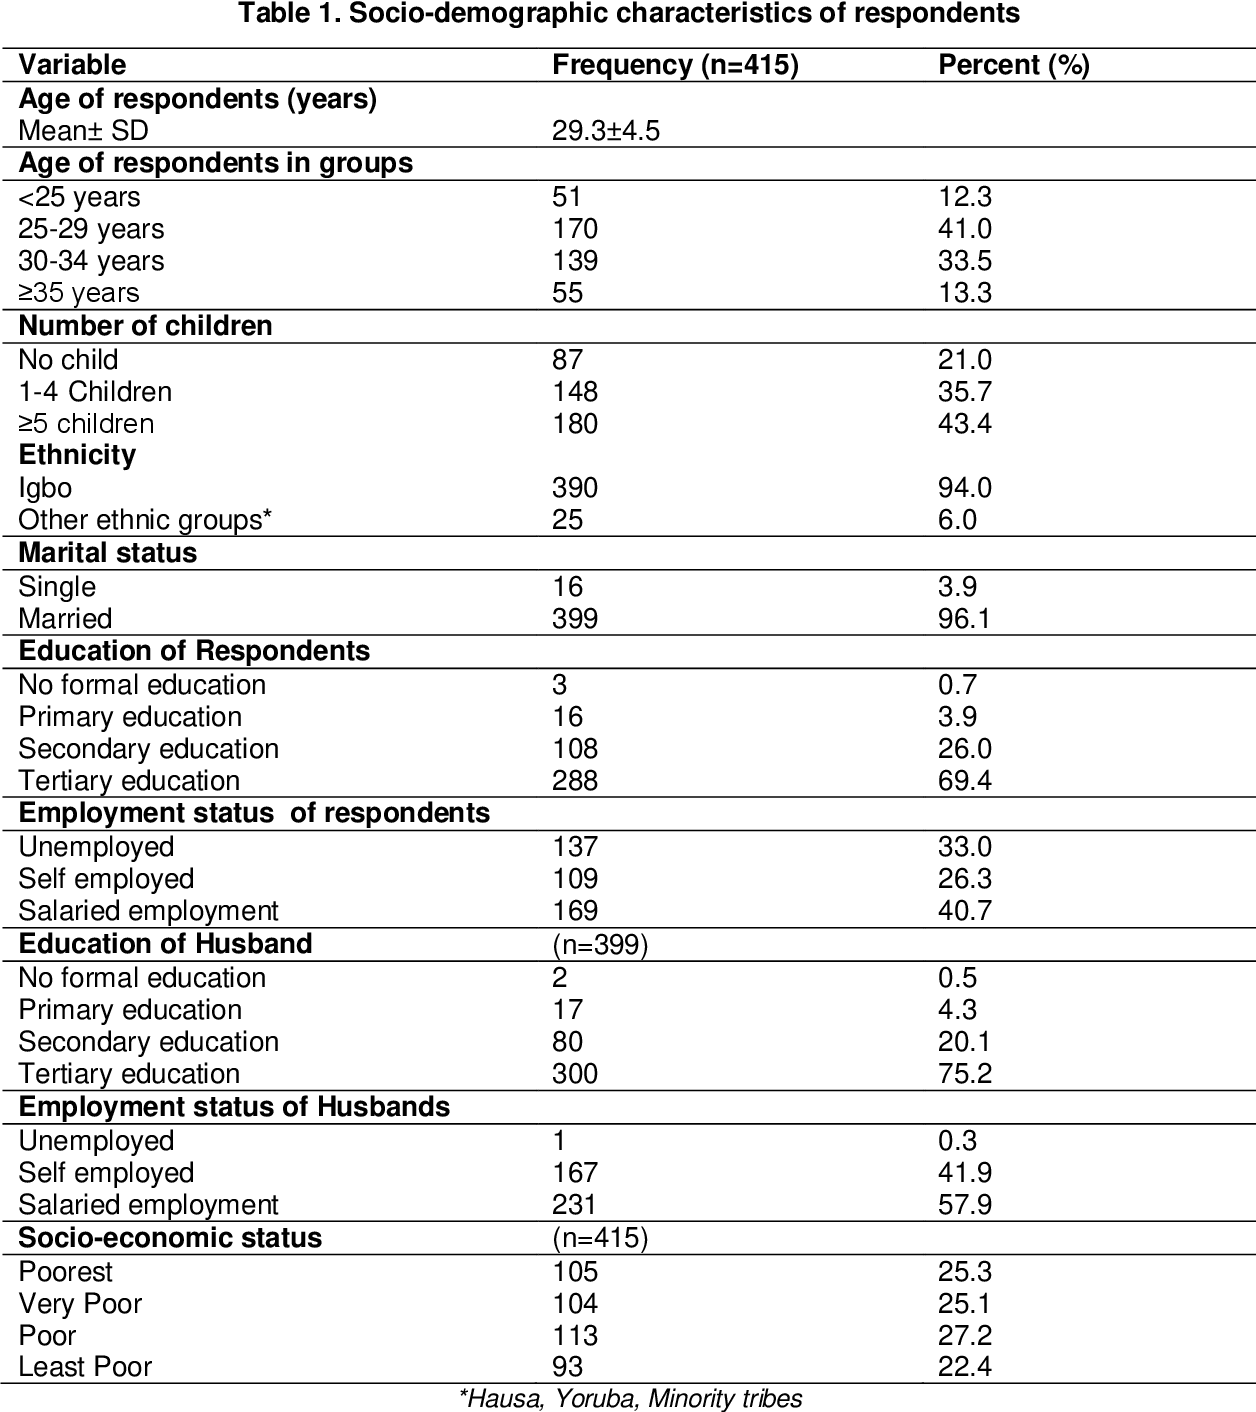 Table 1. Socio-demographic characteristics of respondents
Variable Frequency (n=415) Percent (%)
Age of respondents (years)
Mean± SD 29.3±4.5
Age of respondents in groups
<25 years 51 12.3
25-29 years 170 41.0
30-34 years 139 33.5
≥35 years 55 13.3
Number of children
No child 87 21.0
1-4 Children 148 35.7
≥5 children 180 43.4
Ethnicity
Igbo 390 94.0
Other ethnic groups* 25 6.0
Marital status
Single 16 3.9
Married 399 96.1
Education of Respondents
No formal education 3 0.7
Primary education 16 3.9
Secondary education 108 26.0
Tertiary education 288 69.4
Employment status  of respondents
Unemployed 137 33.0
Self employed 109 26.3
Salaried employment 169 40.7
Education of Husband (n=399)
No formal education 2 0.5
Primary education 17 4.3
Secondary education 80 20.1
Tertiary education 300 75.2
Employment status of Husbands
Unemployed 1 0.3
Self employed 167 41.9
Salaried employment 231 57.9
Socio-economic status (n=415)
Poorest 105 25.3
Very Poor 104 25.1
Poor 113 27.2
Least Poor 93 22.4
*Hausa, Yoruba, Minority tribes